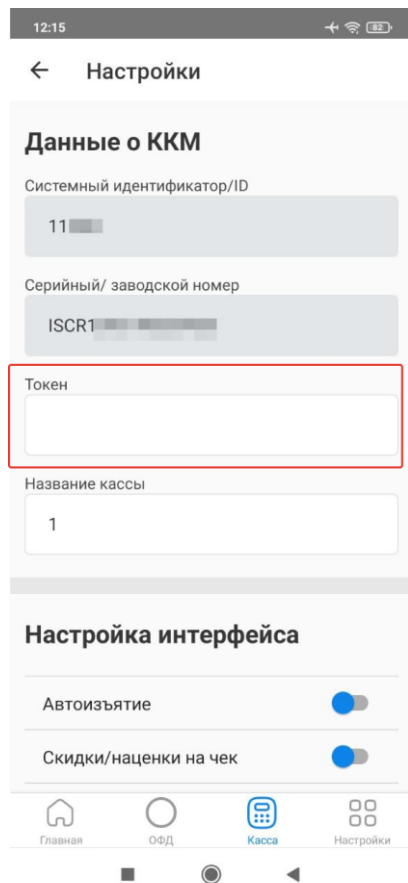 12:15
82
Настройки
Данные о ККМ
Системный идентификатор/ID
11
Серийный/ заводской номер
ISCR1
Токен
Название кассы
1
Настройка интерфейса
Автоизъятие
Скидки/наценки на чек
Главная
ОФД
Касса
Настройки